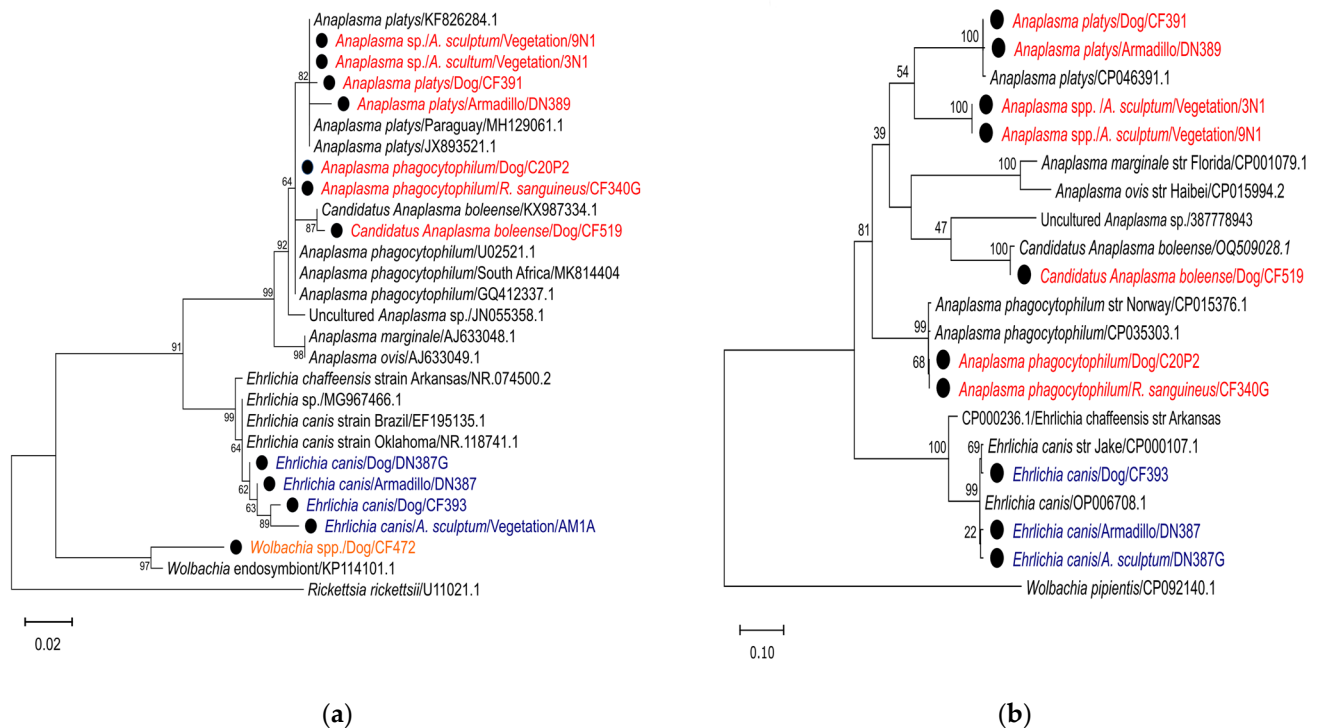 Anaplasma platys/KF826284.1
Anaplasma sp./A. sculptum/Vegetation/9N1
Anaplasma sp./A. scultum/Vegetation/3N1
82
Anaplasma platys/Dog/CF391
Anaplasma platys/Armadillo/DN389
Anaplasma platys/Paraguay/MH129061.1
Anaplasma platys/JX893521.1
Anaplasma phagocytophilum/Dog/C20P2
64
Anaplasma phagocytophilum/R. sanguineus/CF340G
Candidatus Anaplasma boleense/KX987334.1
87
Candidatus Anaplasma boleense/Dog/CF519
92
Anaplasma phagocytophilum/U02521.1
Anaplasma phagocytophilum/South Africa/MK814404
99
Anaplasma phagocytophilum/GQ412337.1
Uncultured Anaplasma sp./JN055358.1
Anaplasma marginale/AJ633048.1
91
98
Anaplasma ovis/AJ633049.1
Ehrlichia chaffeensis strain Arkansas/NR.074500.2
Ehrlichia sp./MG967466.1
99
Ehrlichia canis strain Brazil/EF195135.1
64
Ehrlichia canis strain Oklahoma/NR.118741.1
Ehrlichia canis/Dog/DN387G
62
Ehrlichia canis/Armadillo/DN387
63
Ehrlichia canis/Dog/CF393
89
Ehrlichia canis/A. sculptum/Vegetation/AM1A
Wolbachia spp./Dog/CF472
97
Wolbachia endosymbiont/KP114101.1
Rickettsia rickettsii/U11021.1
0.02
(a)
Anaplasma platys/Dog/CF391
100
Anaplasma platys/Armadillo/DN389
54
Anaplasma platys/CP046391.1
100
Anaplasma spp./A. sculptum/Vegetation/3N1
Anaplasma spp./A. sculptum/Vegetation/9N1
39
100
Anaplasma marginale str Florida/CP001079.1
Anaplasma ovis str Haibei/CP015994.2
47
Uncultured Anaplasma sp./387778943
81
100
Candidatus Anaplasma boleense/OQ509028.1
Candidatus Anaplasma boleense/Dog/CF519
Anaplasma phagocytophilum str Norway/CP015376.1
99
Anaplasma phagocytophilum/CP035303.1
68
Anaplasma phagocytophilum/Dog/C20P2
Anaplasma phagocytophilum/R. sanguineus/CF340G
CP000236.1/Ehrlichia chaffeensis str Arkansas
100
69
Ehrlichia canis str Jake/CP000107.1
Ehrlichia canis/Dog/CF393
99
Ehrlichia canis/OP006708.1
22
Ehrlichia canis/Armadillo/DN387
Ehrlichia canis/A. sculptum/DN387G
Wolbachia pipientis/CP092140.1
0.10
(b)